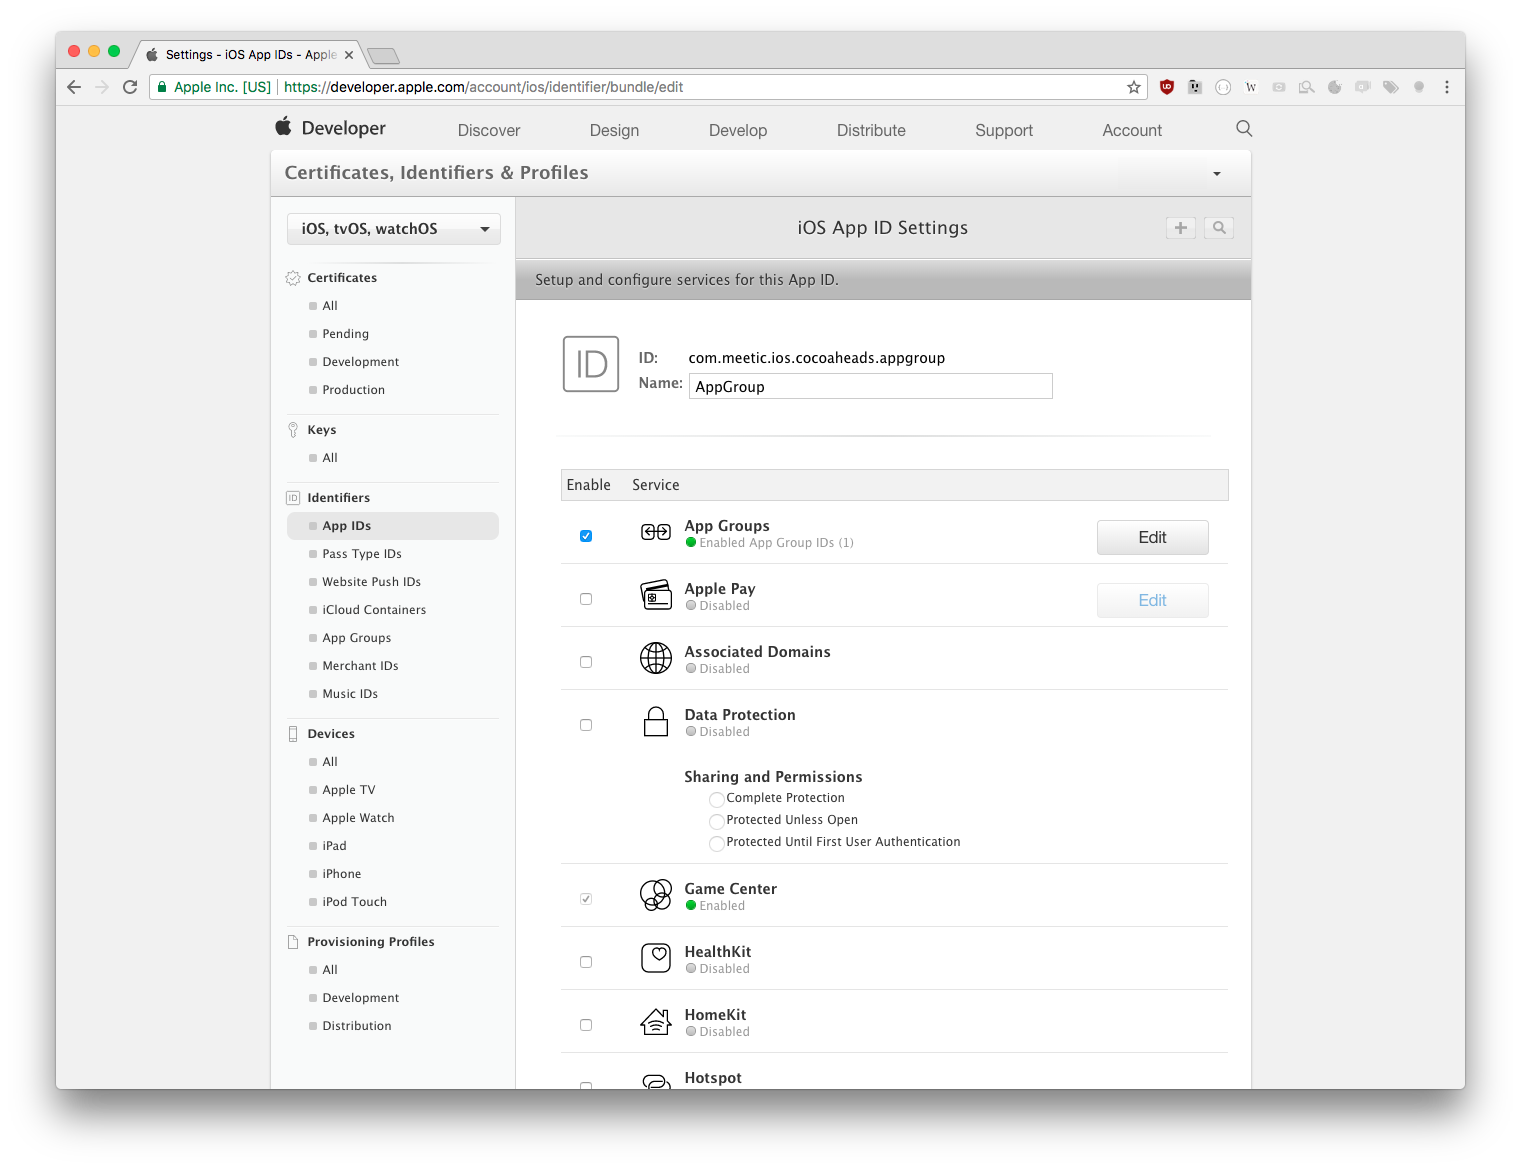 Settings - iOS App IDs - Apple
Apple Inc. [US] https://developer.apple.com/account/ios/identifier/bundle/edit
Developer Discover Design Develop Distribute Support Account
Certificates, Identifiers & Profiles
iOS, tvOS, watchOS
Certificates
All
Pending
Development
Production
Keys
All
ID Identifiers
App IDs
Pass Type IDs
Website Push IDs
iCloud Containers
App Groups
Merchant IDs
Music IDs
Devices
All
Apple TV
Apple Watch
iPad
iPhone
iPod Touch
Provisioning Profiles
All
Development
Distribution
iOS App ID Settings
Setup and configure services for this App ID.
ID
ID: com.meetic.ios.cocoaheads.appgroup
Name: AppGroup
Enable Service
App Groups
Enabled App Group IDs (1)
Edit
Apple Pay
Disabled
Edit
Associated Domains
Disabled
Data Protection
Disabled
Sharing and Permissions
Complete Protection
Protected Unless Open
Protected Until First User Authentication
Game Center
Enabled
HealthKit
Disabled
HomeKit
Disabled
Hotspot